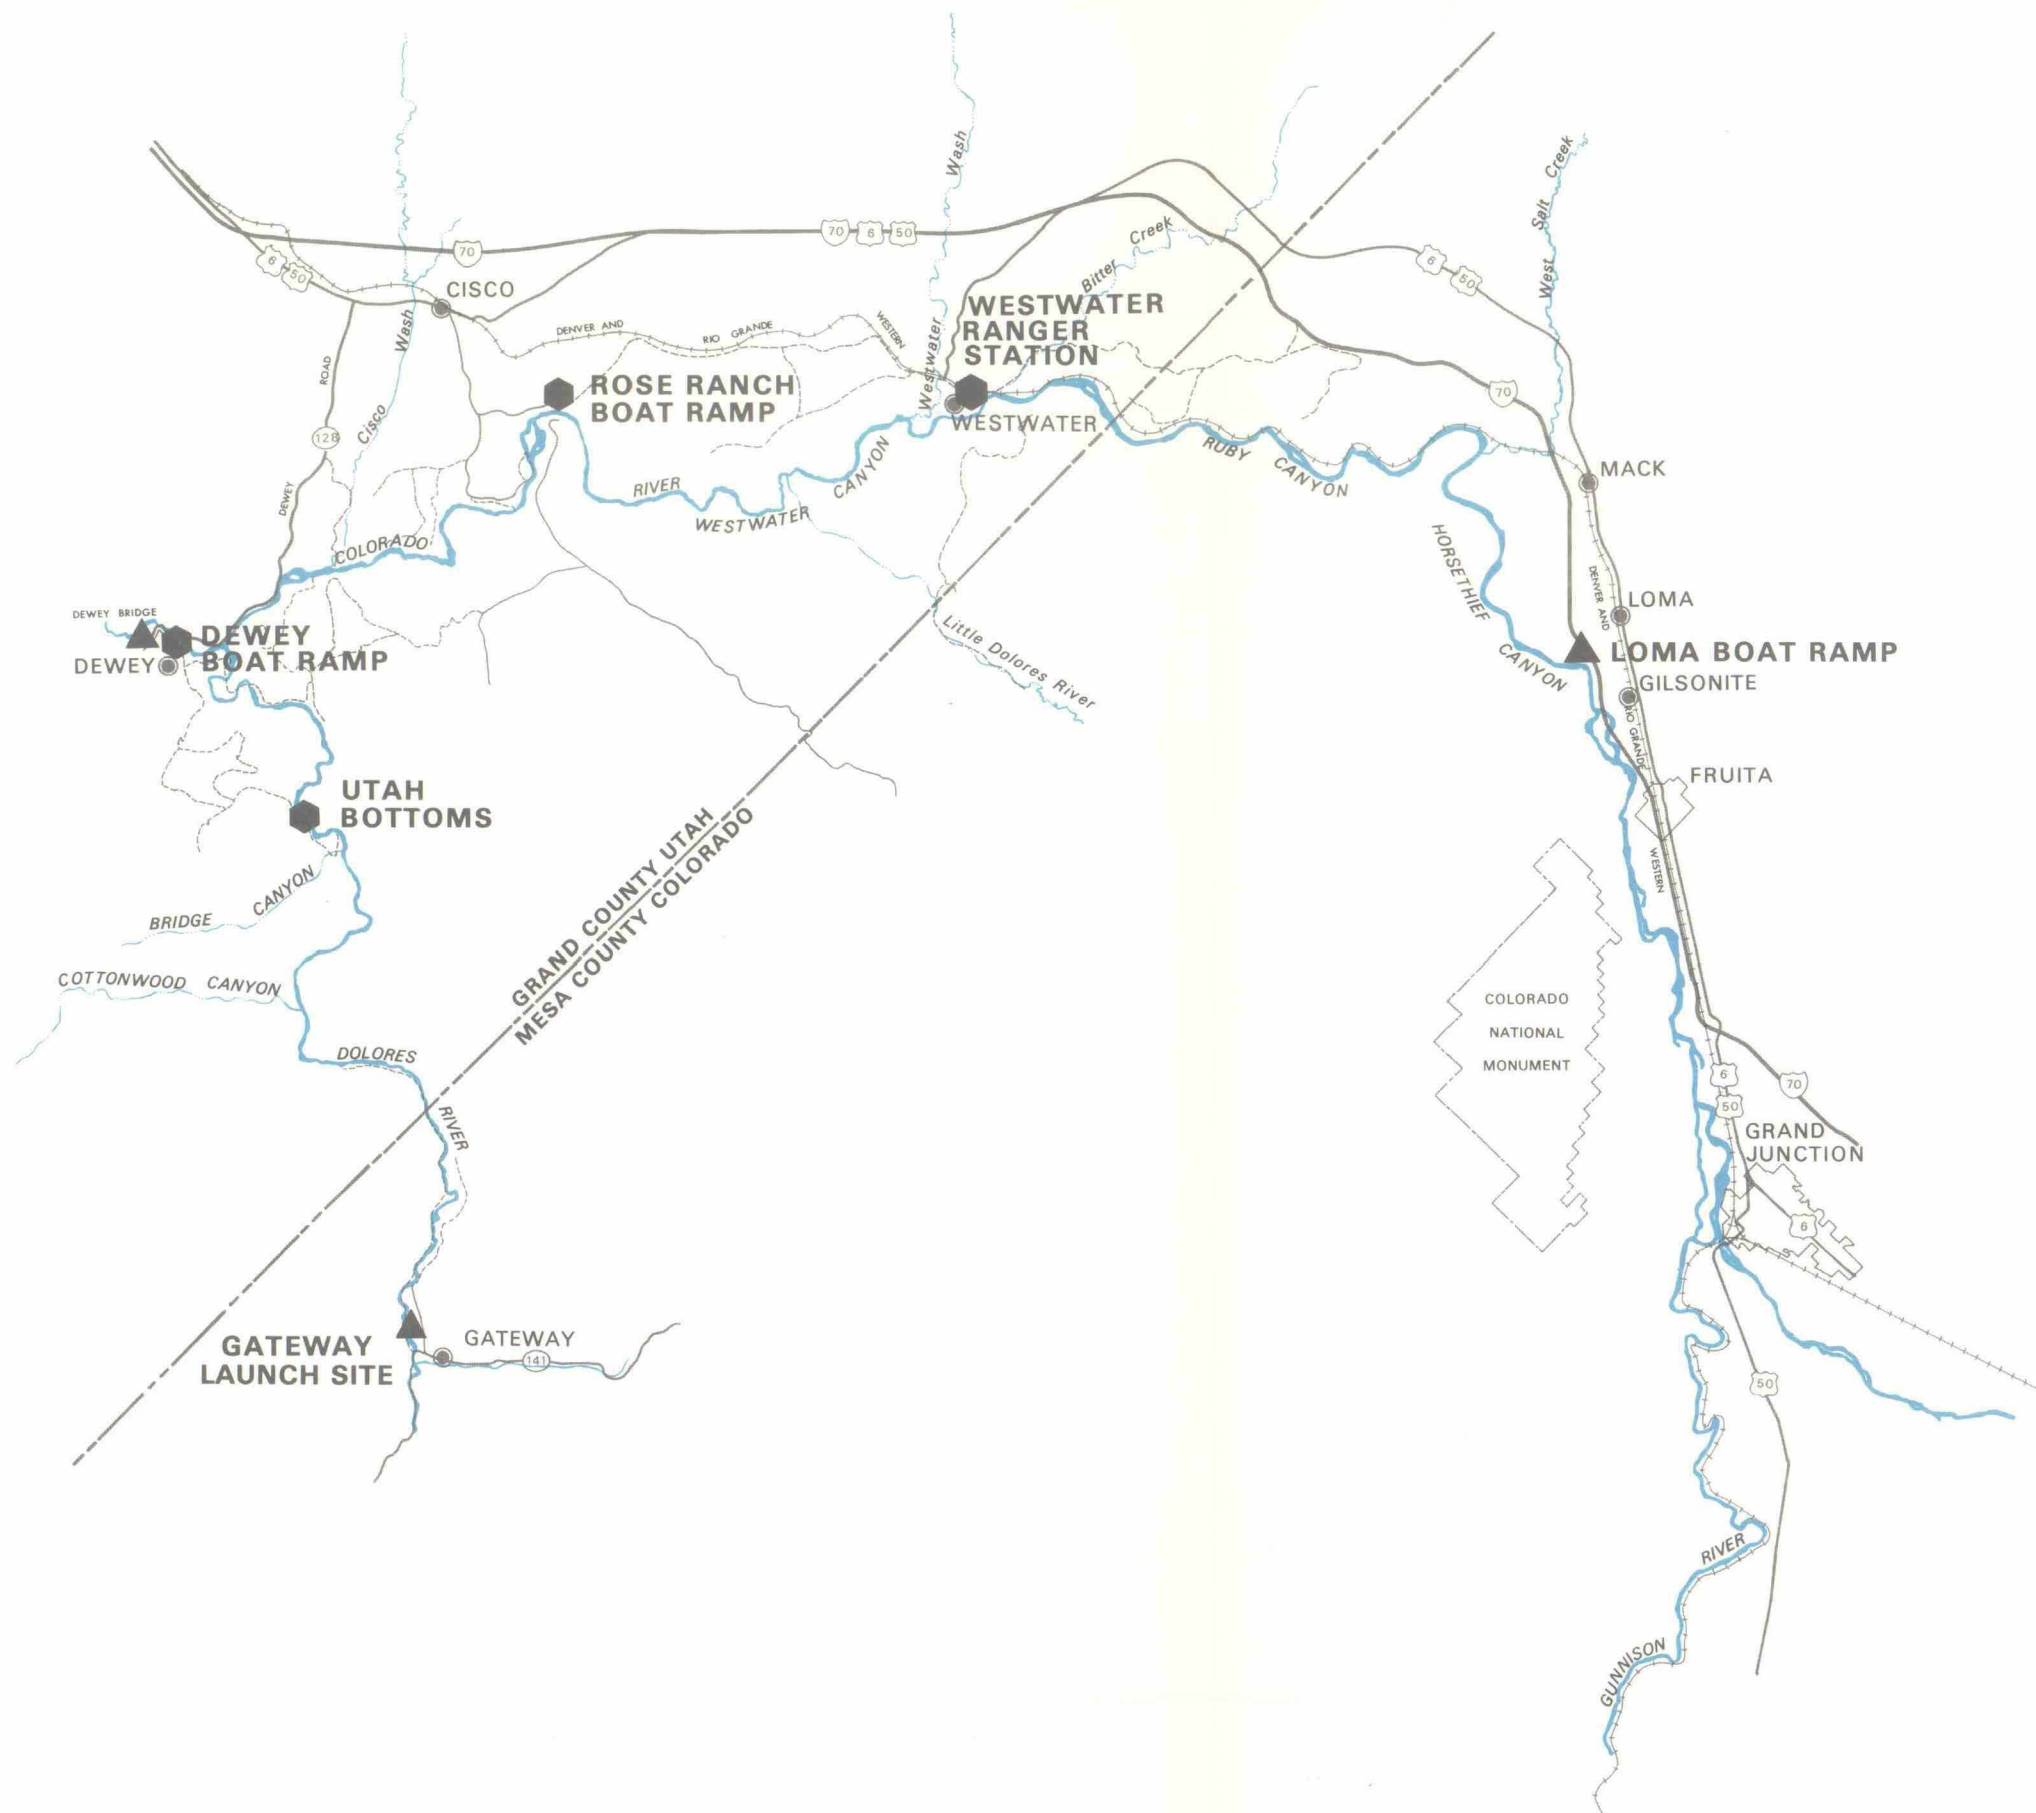 Wash
West Salt Creek
Bitter Creek
70 6 50
6 50
70
6 50
CISCO
Wash
WESTWATER
RANGER
STATION
DENVER AND RIO GRANDE WESTERN
Westwater
ROAD
ROSE RANCH
BOAT RAMP
70
128
Cisco
WESTWATER
RUBY CANYON
MACK
RIVER
CANYON
DEWEY
WESTWATER
COLORADO
HORSETHIEF
CANYON
DENVER AND
RIO GRANDE
WESTERN
LOMA
DEWEY BRIDGE
DEWEY
BOAT RAMP
DEWEY
Little Dolores River
LOMA BOAT RAMP
GILSONITE
FRUITA
UTAH
BOTTOMS
GRAND COUNTY UTAH
MESA COUNTY COLORADO
BRIDGE CANYON
COTTONWOOD CANYON
COLORADO
NATIONAL
MONUMENT
DOLORES
RIVER
6
50
70
GRAND
JUNCTION
6
GATEWAY
LAUNCH SITE
GATEWAY
141
50
RIVER
GUNNISON